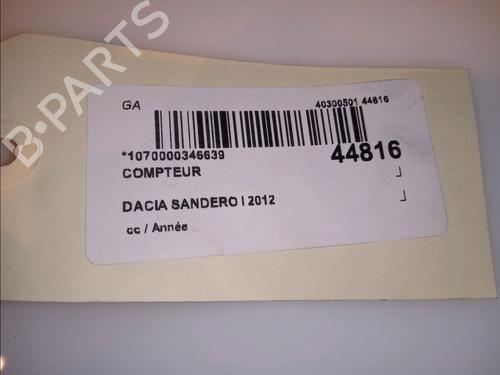 GA
40300501 44816
*1070000346639
44816
COMPTEUR
DACIA SANDERO I 2012
cc / Année
B-PARTS